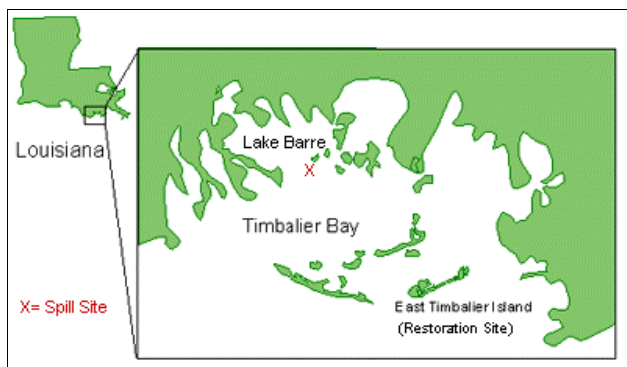 Louisiana
Lake Barre
X
Timbalier Bay
X= Spill Site
East Timbalier Island
(Restoration Site)